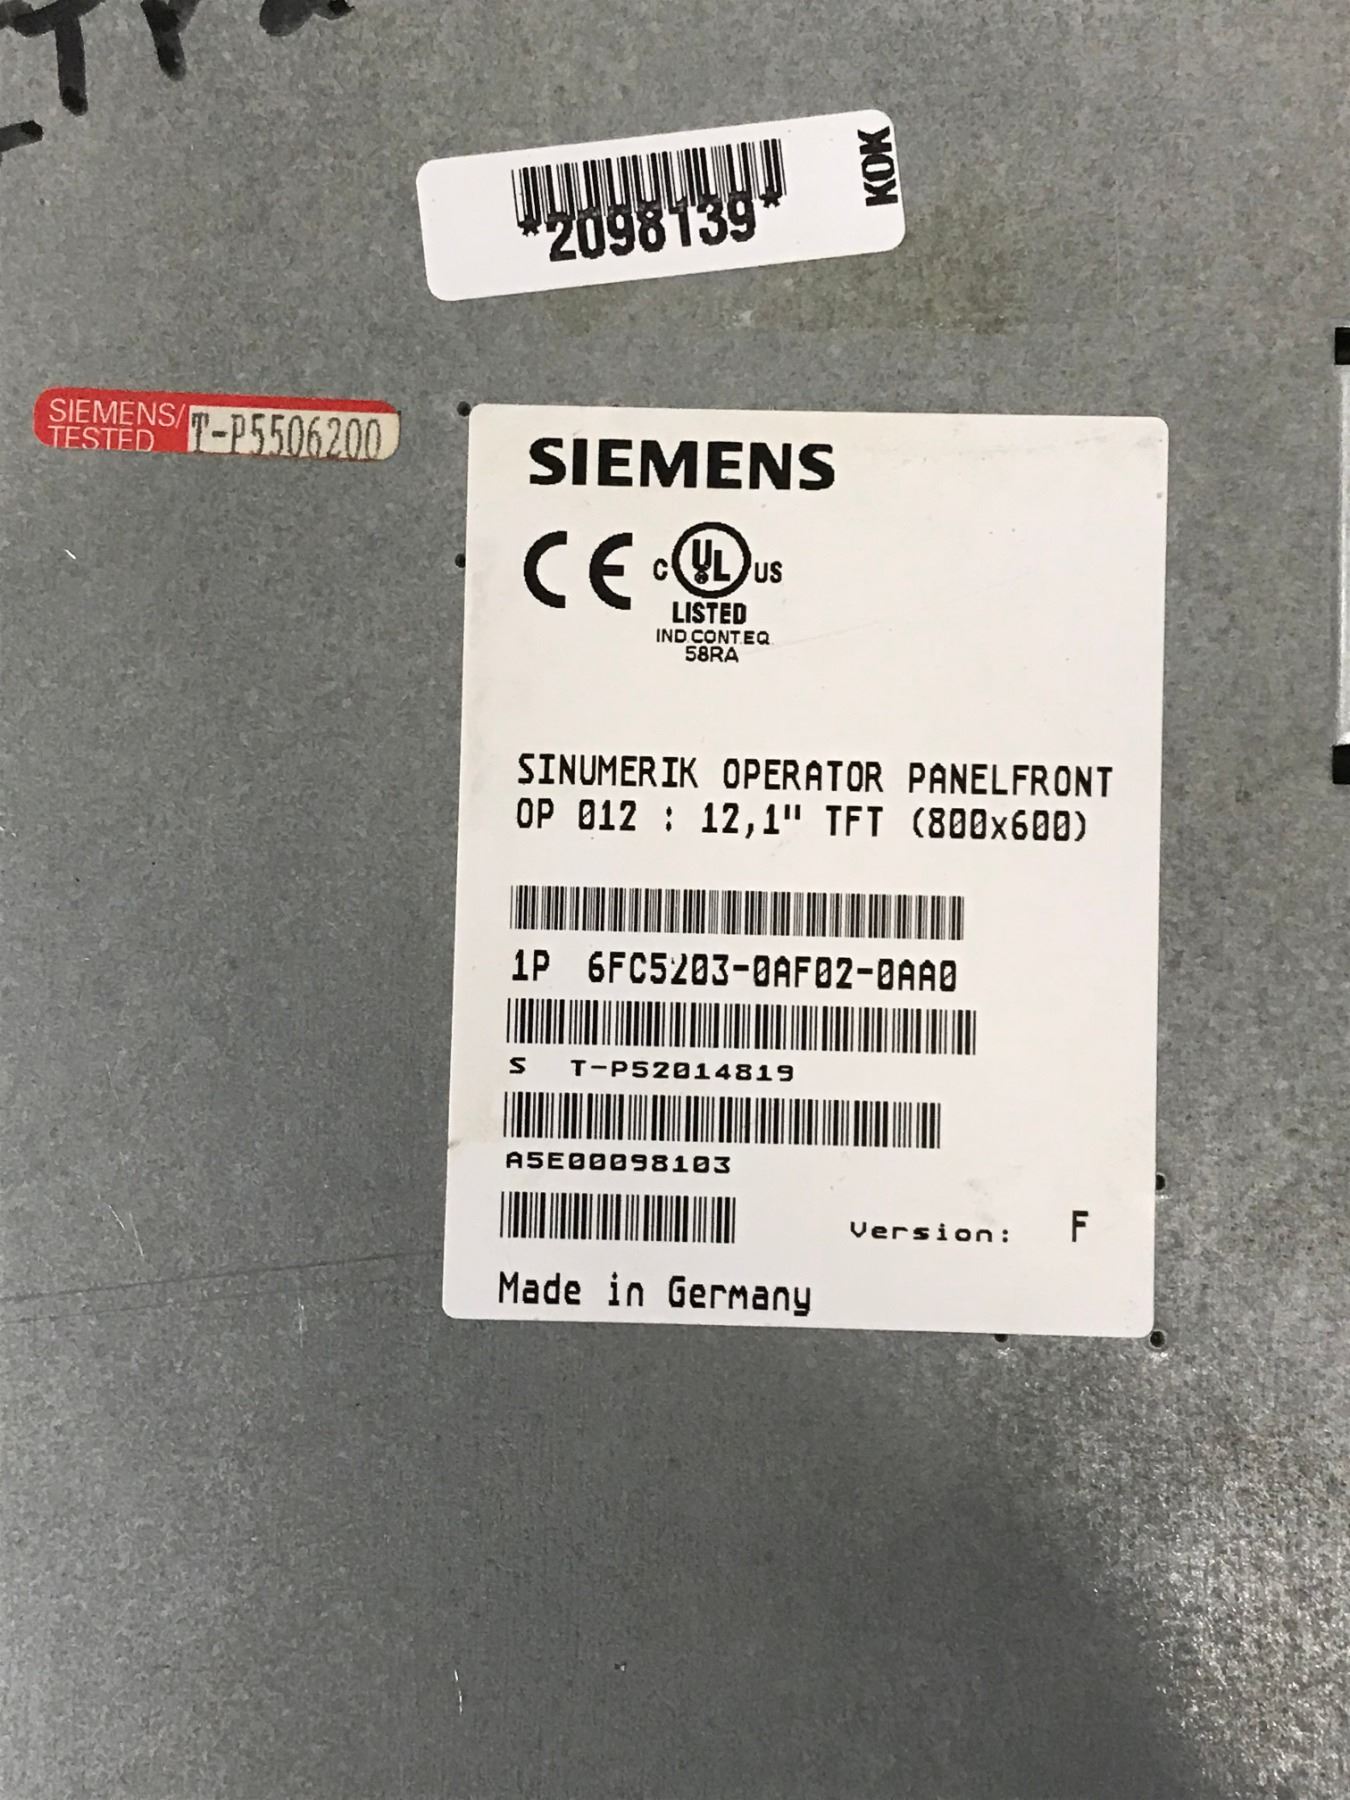 *2098139*
KOK
SIEMENS/
TESTED
T-P5506200
SIEMENS
CE
C UL US
LISTED
IND.CONT.EQ.
58RA
SINUMERIK OPERATOR PANELFRONT
OP 012 : 12,1" TFT (800x600)
1P 6FC5203-0AF02-0AA0
S T-P52014819
A5E00098103
Version: F
Made in Germany